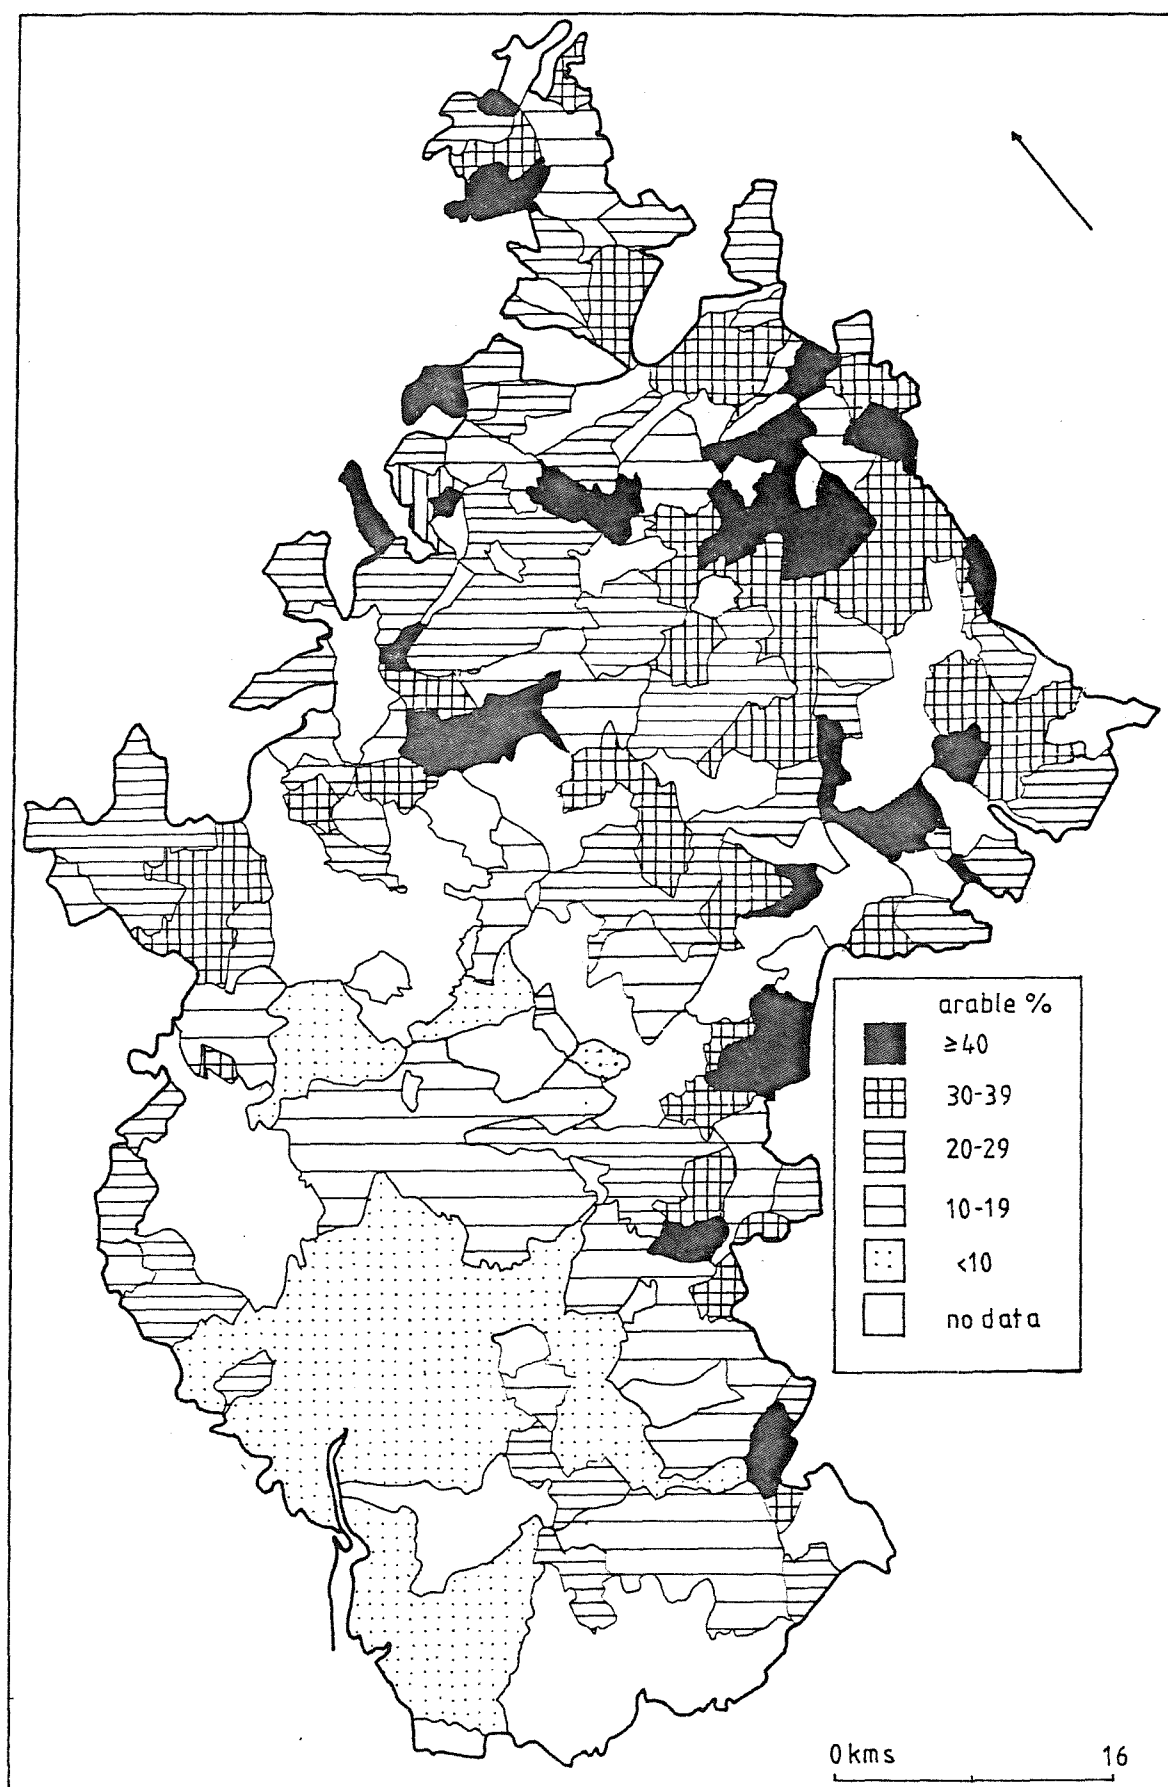 arable %
≥40
30-39
20-29
10-19
<10
no data
0 kms 16